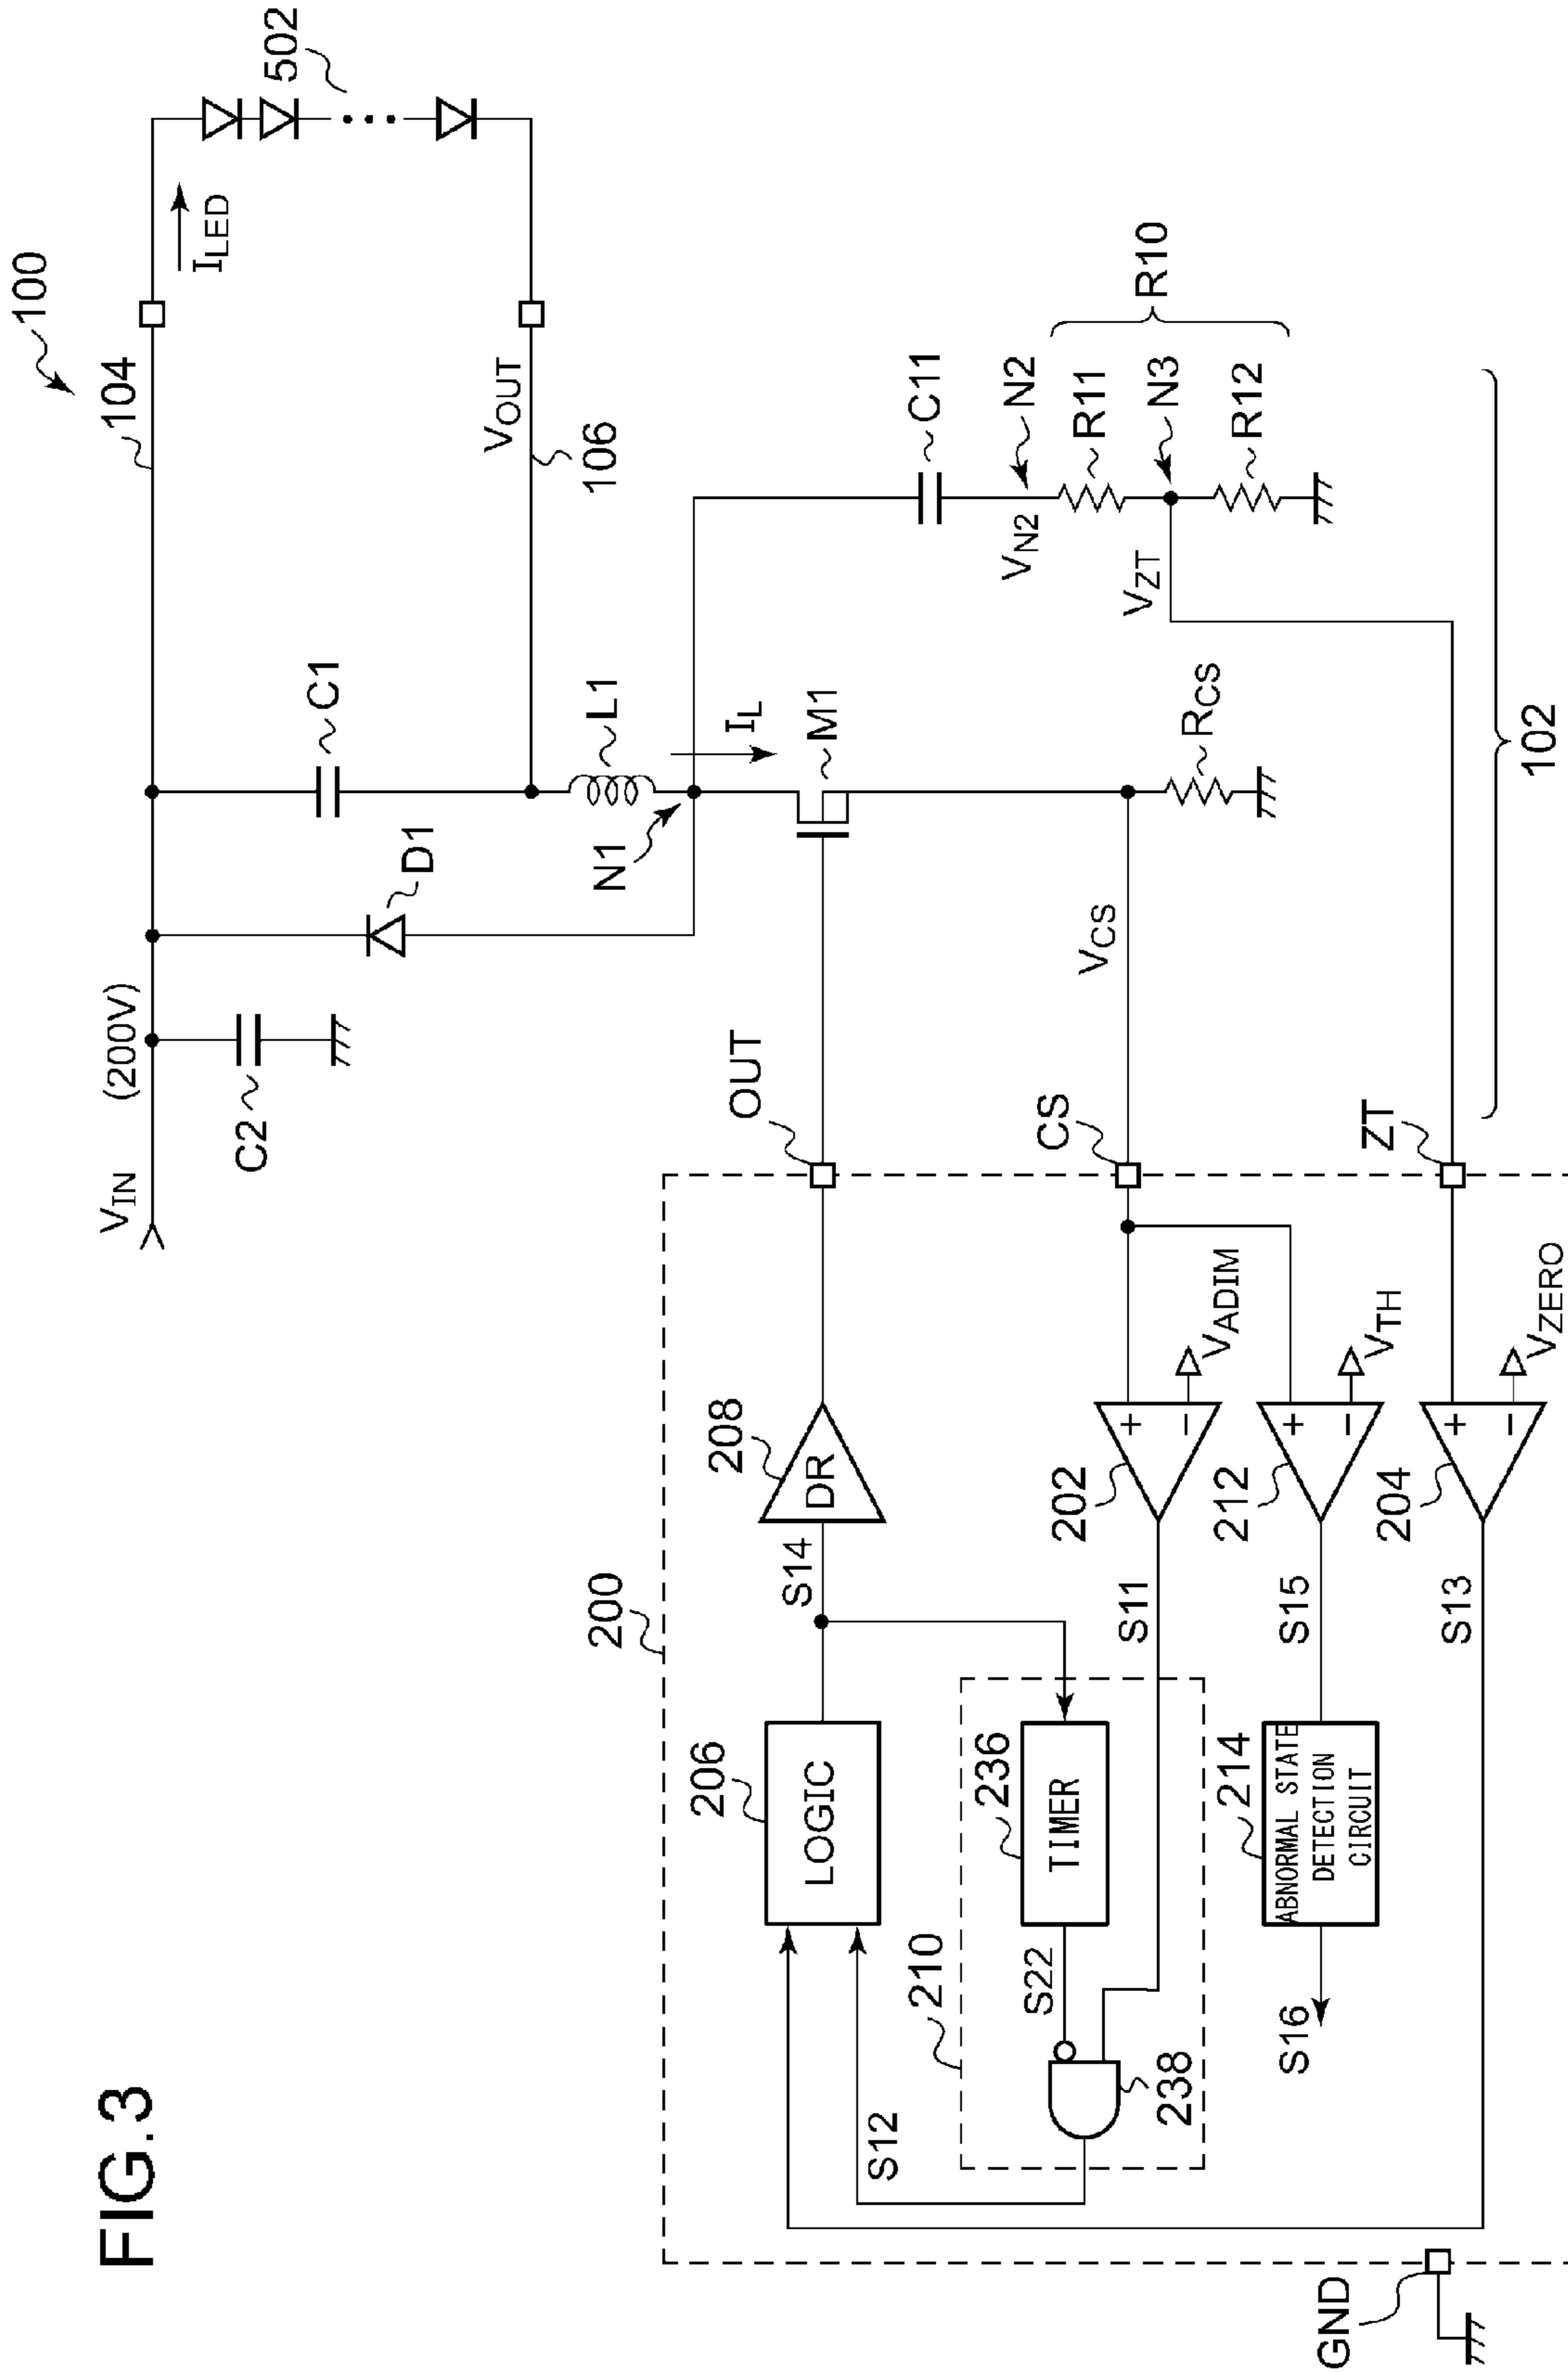 FIG.3
100
V_IN
(200V)
104
I_LED
502
C2
D1
C1
V_OUT
106
L1
N1
I_L
M1
C11
V_N2
N2
R11
R10
V_ZT
N3
R12
R_CS
V_CS
102
200
OUT
CS
ZT
206
LOGIC
S14
208
DR
210
236
TIMER
S22
238
S12
S11
202
+
−
V_ADIM
214
ABNORMAL STATE
DETECTION
CIRCUIT
S16
S15
212
+
−
V_TH
S13
204
+
−
V_ZERO
GND